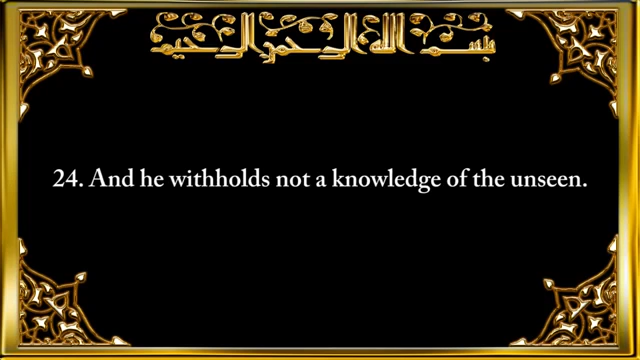 بسم الله الرحمن الرحيم
24. And he withholds not a knowledge of the unseen.